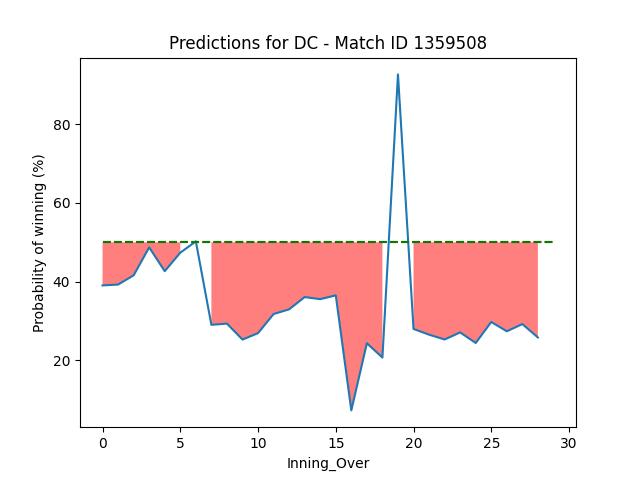 Predictions for DC - Match ID 1359508
Probability of winning (%)
80
60
40
20
0 5 10 15 20 25 30
Inning_Over